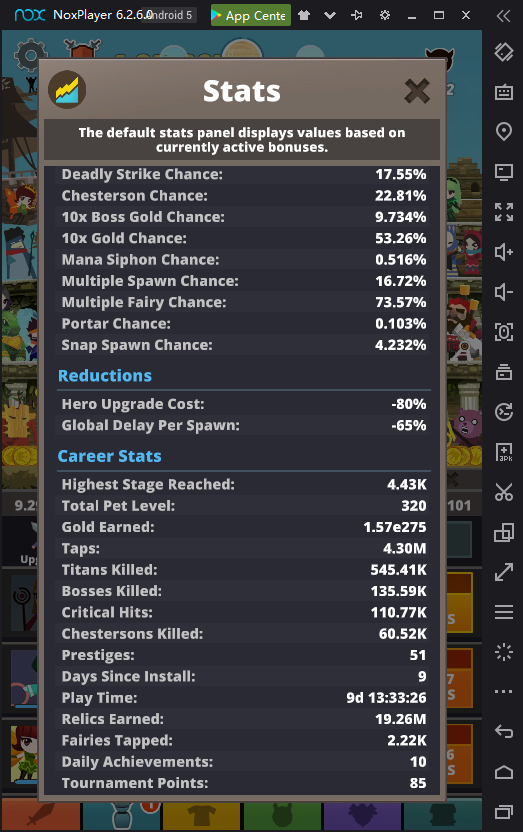 nox NoxPlayer 6.2.6.0 Android 5 App Cente
Stats
The default stats panel displays values based on
currently active bonuses.
Deadly Strike Chance: 17.55%
Chesterson Chance: 22.81%
10x Boss Gold Chance: 9.734%
10x Gold Chance: 53.26%
Mana Siphon Chance: 0.516%
Multiple Spawn Chance: 16.72%
Multiple Fairy Chance: 73.57%
Portar Chance: 0.103%
Snap Spawn Chance: 4.232%
Reductions
Hero Upgrade Cost: -80%
Global Delay Per Spawn: -65%
Career Stats
Highest Stage Reached: 4.43K
Total Pet Level: 320
Gold Earned: 1.57e275
Taps: 4.30M
Titans Killed: 545.41K
Bosses Killed: 135.59K
Critical Hits: 110.77K
Chestersons Killed: 60.52K
Prestiges: 51
Days Since Install: 9
Play Time: 9d 13:33:26
Relics Earned: 19.26M
Fairies Tapped: 2.22K
Daily Achievements: 10
Tournament Points: 85